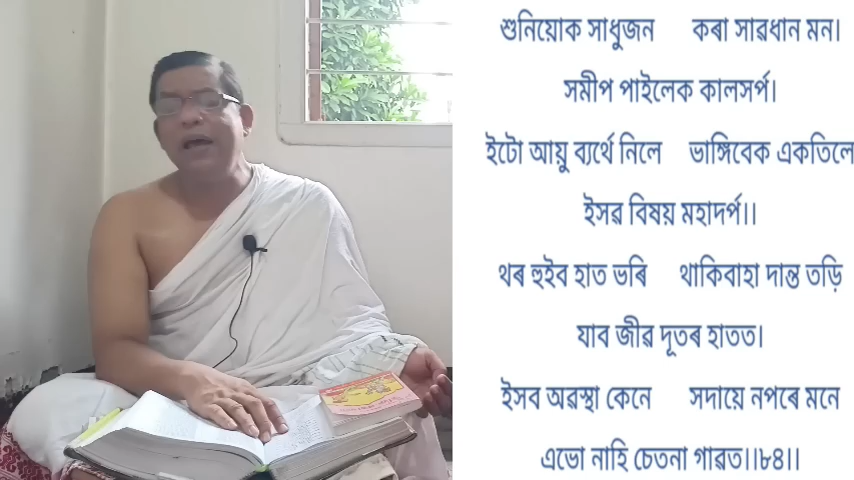 শুনিয়োক সাধুজন কৰা সাৱধান মন।
সমীপ পাইলেক কালসৰ্প।
ইটো আয়ু ব্যৰ্থে নিলে ভাঙ্গিবেক একতিলে
ইসৱ বিষয় মহাদৰ্প।।
থৰ হুইব হাত ভৰি থাকিবাহা দান্ত তড়ি
যাব জীৱ দূতৰ হাতত।
ইসব অৱস্থা কেনে সদায়ে নপৰে মনে
এভো নাহি চেতনা গাৱত।।৮৪।।